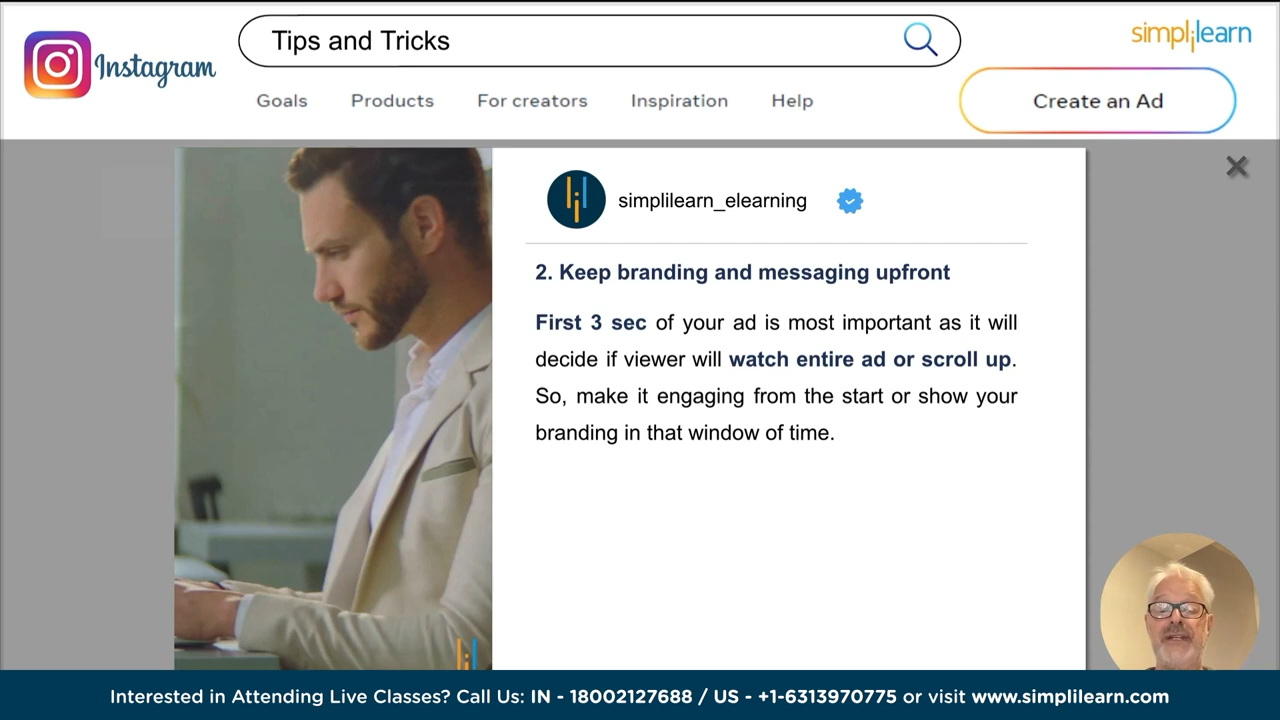 Tips and Tricks
simplilearn
Instagram
Goals Products For creators Inspiration Help
Create an Ad
simplilearn_elearning
2. Keep branding and messaging upfront
First 3 sec of your ad is most important as it will
decide if viewer will watch entire ad or scroll up.
So, make it engaging from the start or show your
branding in that window of time.
Interested in Attending Live Classes? Call Us: IN - 18002127688 / US - +1-6313970775 or visit www.simplilearn.com